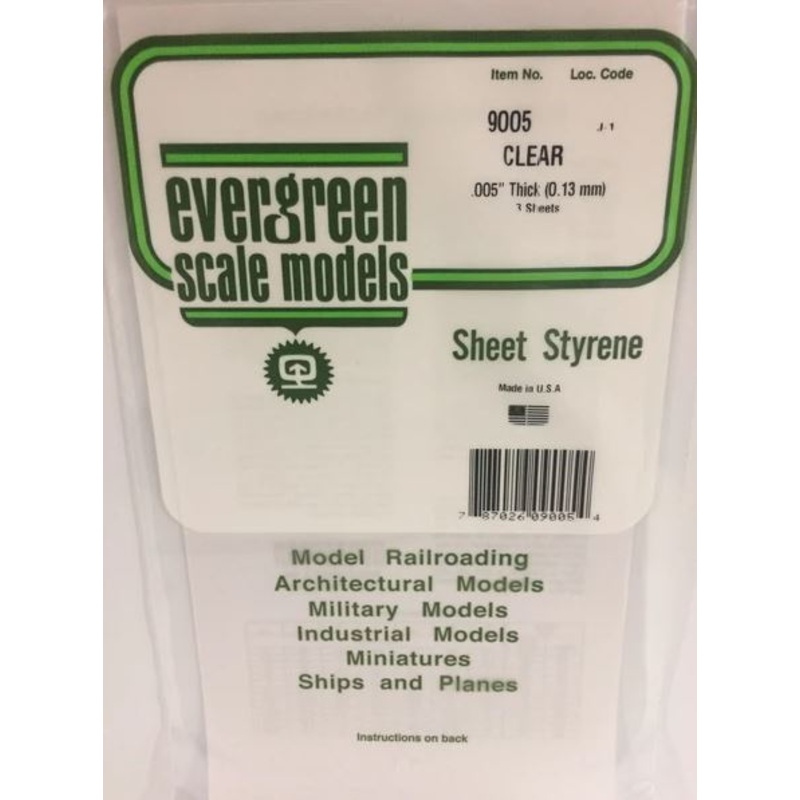 Item No. Loc. Code
9005 J-1
CLEAR
.005" Thick (0.13 mm)
3 Sheets
evergreen
scale models
Sheet Styrene
Made in U.S.A
7 87026 09005 4
Model Railroading
Architectural Models
Military Models
Industrial Models
Miniatures
Ships and Planes
Instructions on back